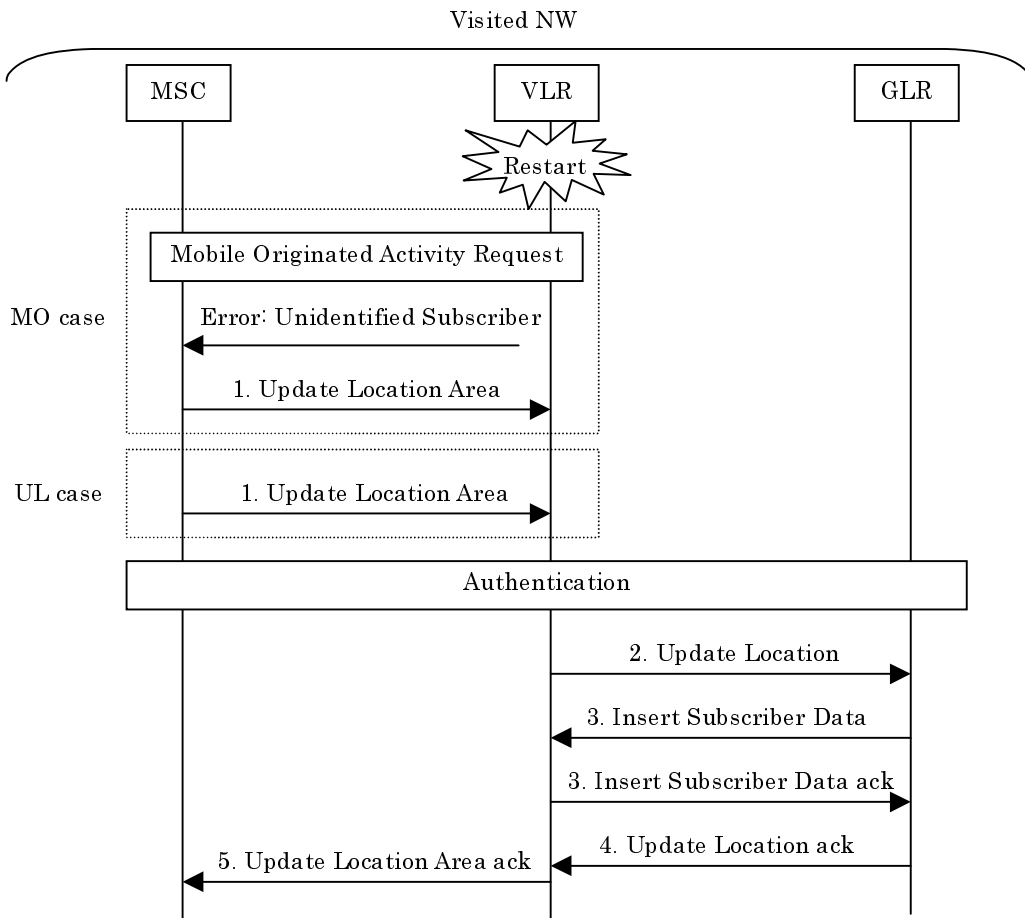 Visited NW
MSC
VLR
GLR
Restart
Mobile Originated Activity Request
MO case
Error: Unidentified Subscriber
1. Update Location Area
UL case
1. Update Location Area
Authentication
2. Update Location
3. Insert Subscriber Data
3. Insert Subscriber Data ack
4. Update Location ack
5. Update Location Area ack